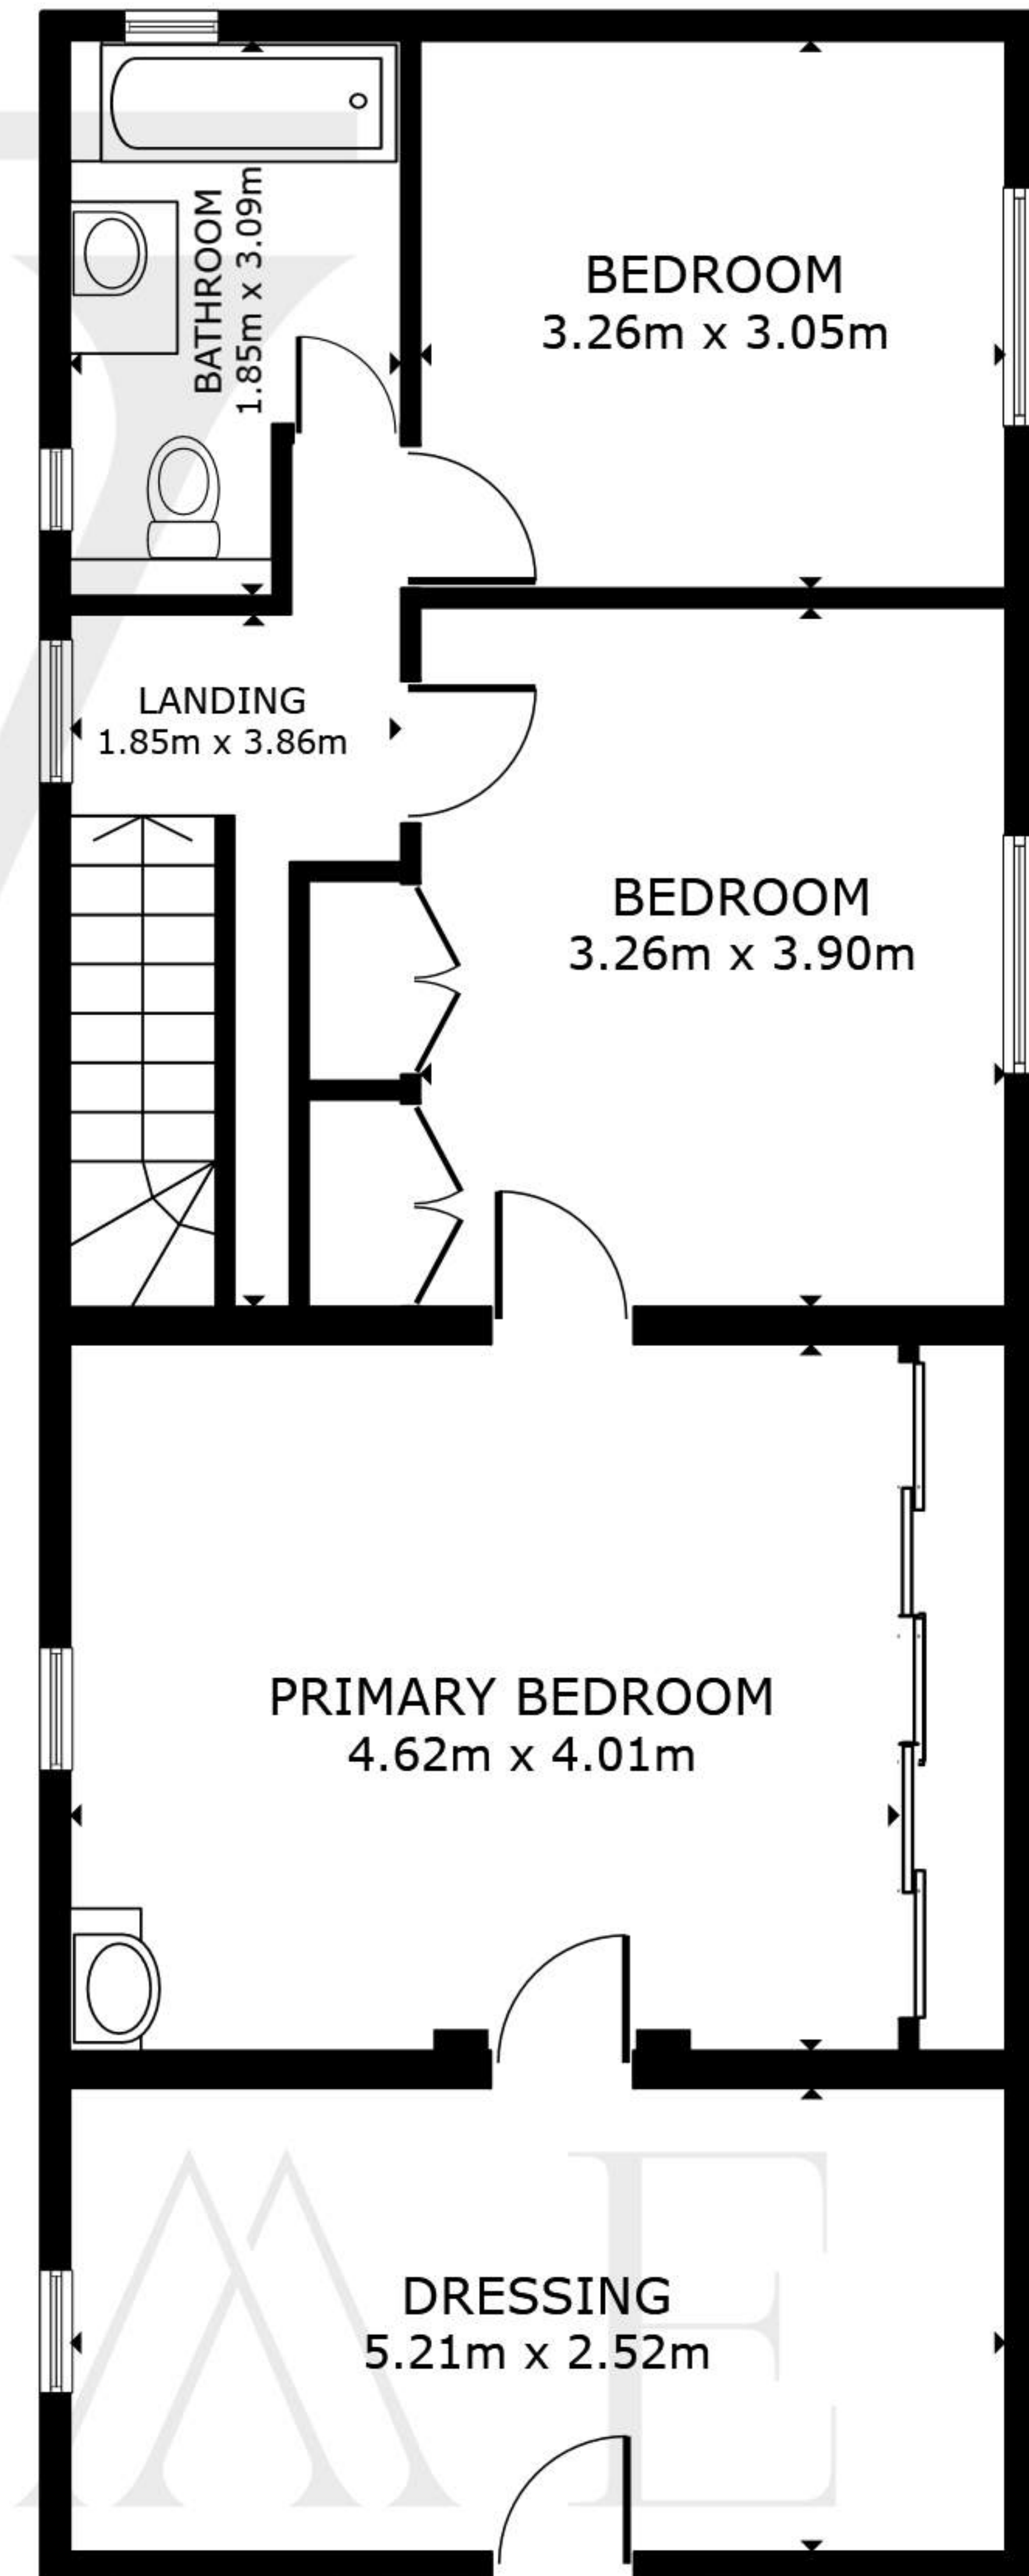 BATHROOM
1.85m x 3.09m
BEDROOM
3.26m x 3.05m
LANDING
1.85m x 3.86m
BEDROOM
3.26m x 3.90m
PRIMARY BEDROOM
4.62m x 4.01m
DRESSING
5.21m x 2.52m